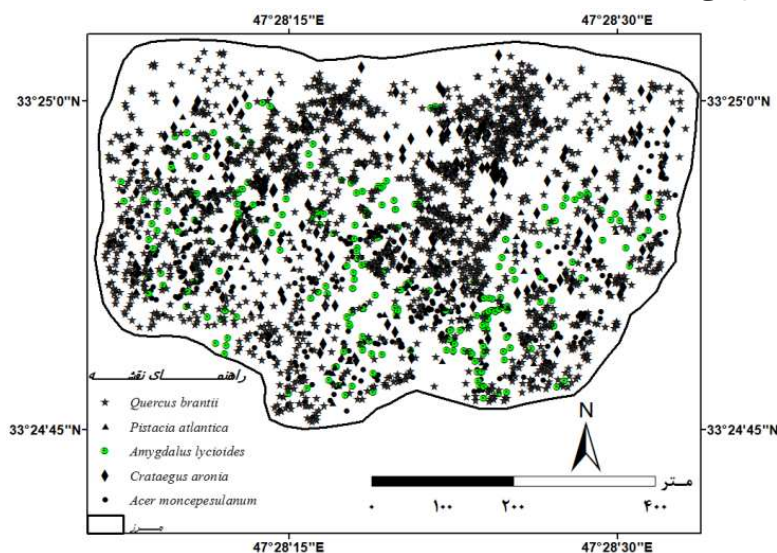 47°28'15"E 47°28'30"E
33°25'0"N 33°25'0"N
راهنمای نقشه
Quercus brantii
Pistacia atlantica
Amygdalus lycioides
Crataegus aronia
Acer moncepesulanum
مرز
33°24'45"N 33°24'45"N
N
متر
۰ ۱۰۰ ۲۰۰ ۴۰۰
47°28'15"E 47°28'30"E